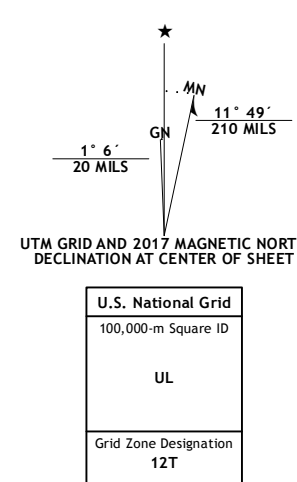 ★
MN
GN
11° 49´
210 MILS
1° 6´
20 MILS
UTM GRID AND 2017 MAGNETIC NORT
DECLINATION AT CENTER OF SHEET
U.S. National Grid
100,000-m Square ID
UL
Grid Zone Designation
12T